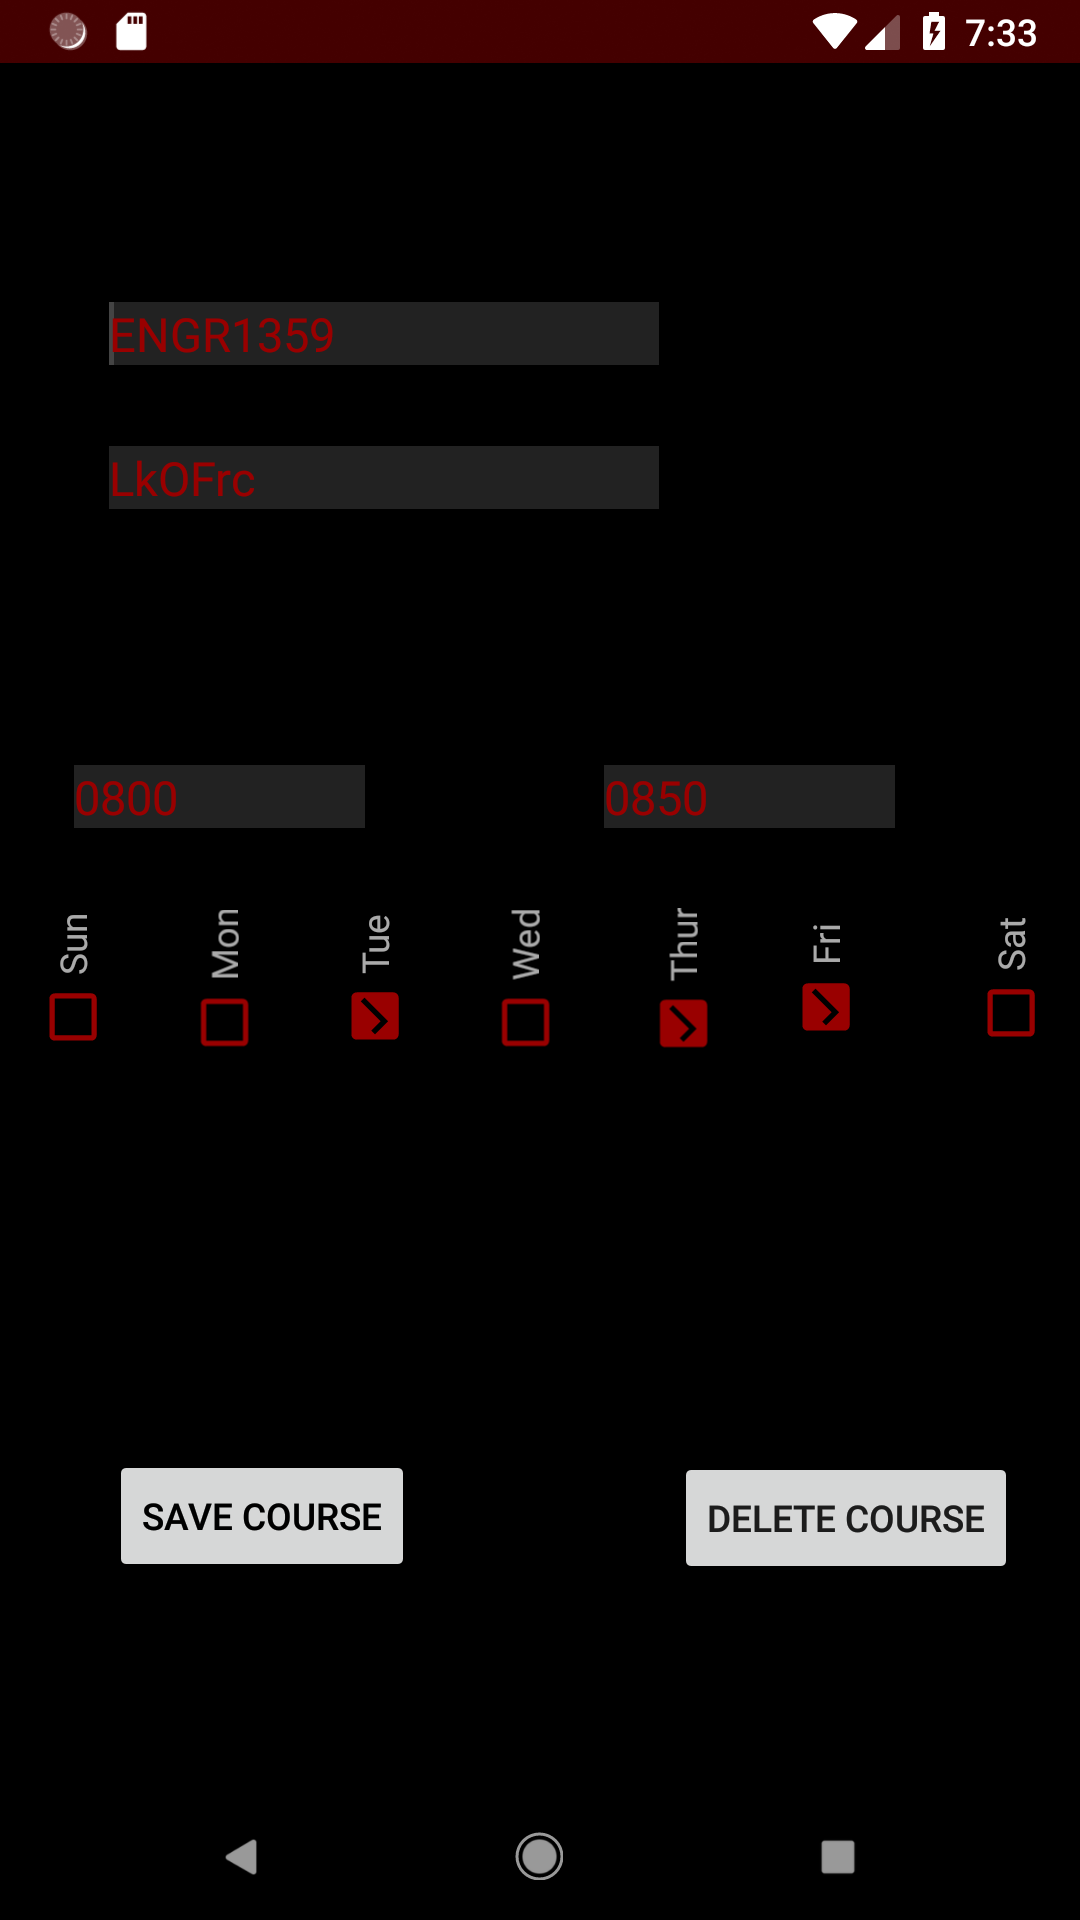 7:33
ENGR1359
LkOFrc
0800 0850
Sun Mon Tue Wed Thur Fri Sat
SAVE COURSE DELETE COURSE